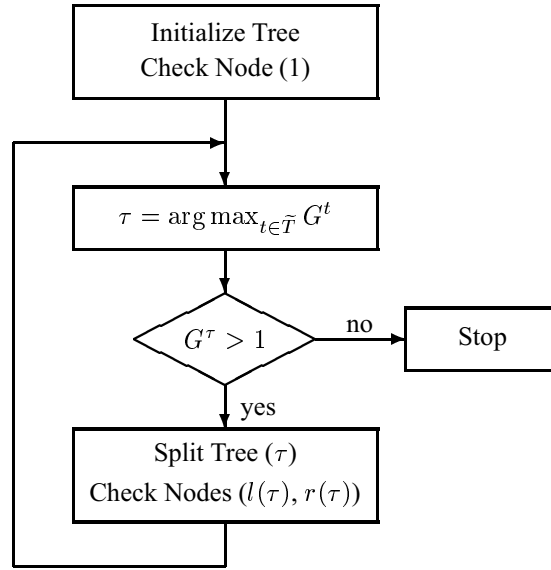 Initialize Tree
Check Node (1)
τ = arg max_{t∈T̃} G^t
G^τ > 1
no
Stop
yes
Split Tree (τ)
Check Nodes (l(τ), r(τ))